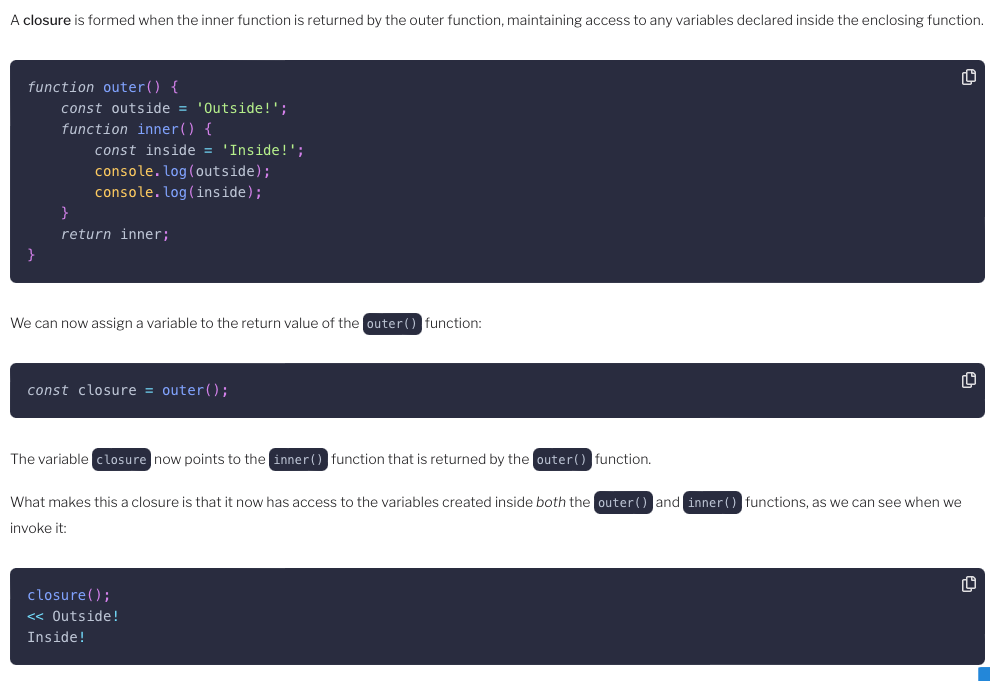 A closure is formed when the inner function is returned by the outer function, maintaining access to any variables declared inside the enclosing function.
function outer() {
    const outside = 'Outside!';
    function inner() {
        const inside = 'Inside!';
        console.log(outside);
        console.log(inside);
    }
    return inner;
}
We can now assign a variable to the return value of the outer() function:
const closure = outer();
The variable closure now points to the inner() function that is returned by the outer() function.
What makes this a closure is that it now has access to the variables created inside both the outer() and inner() functions, as we can see when we
invoke it:
closure();
<< Outside!
Inside!